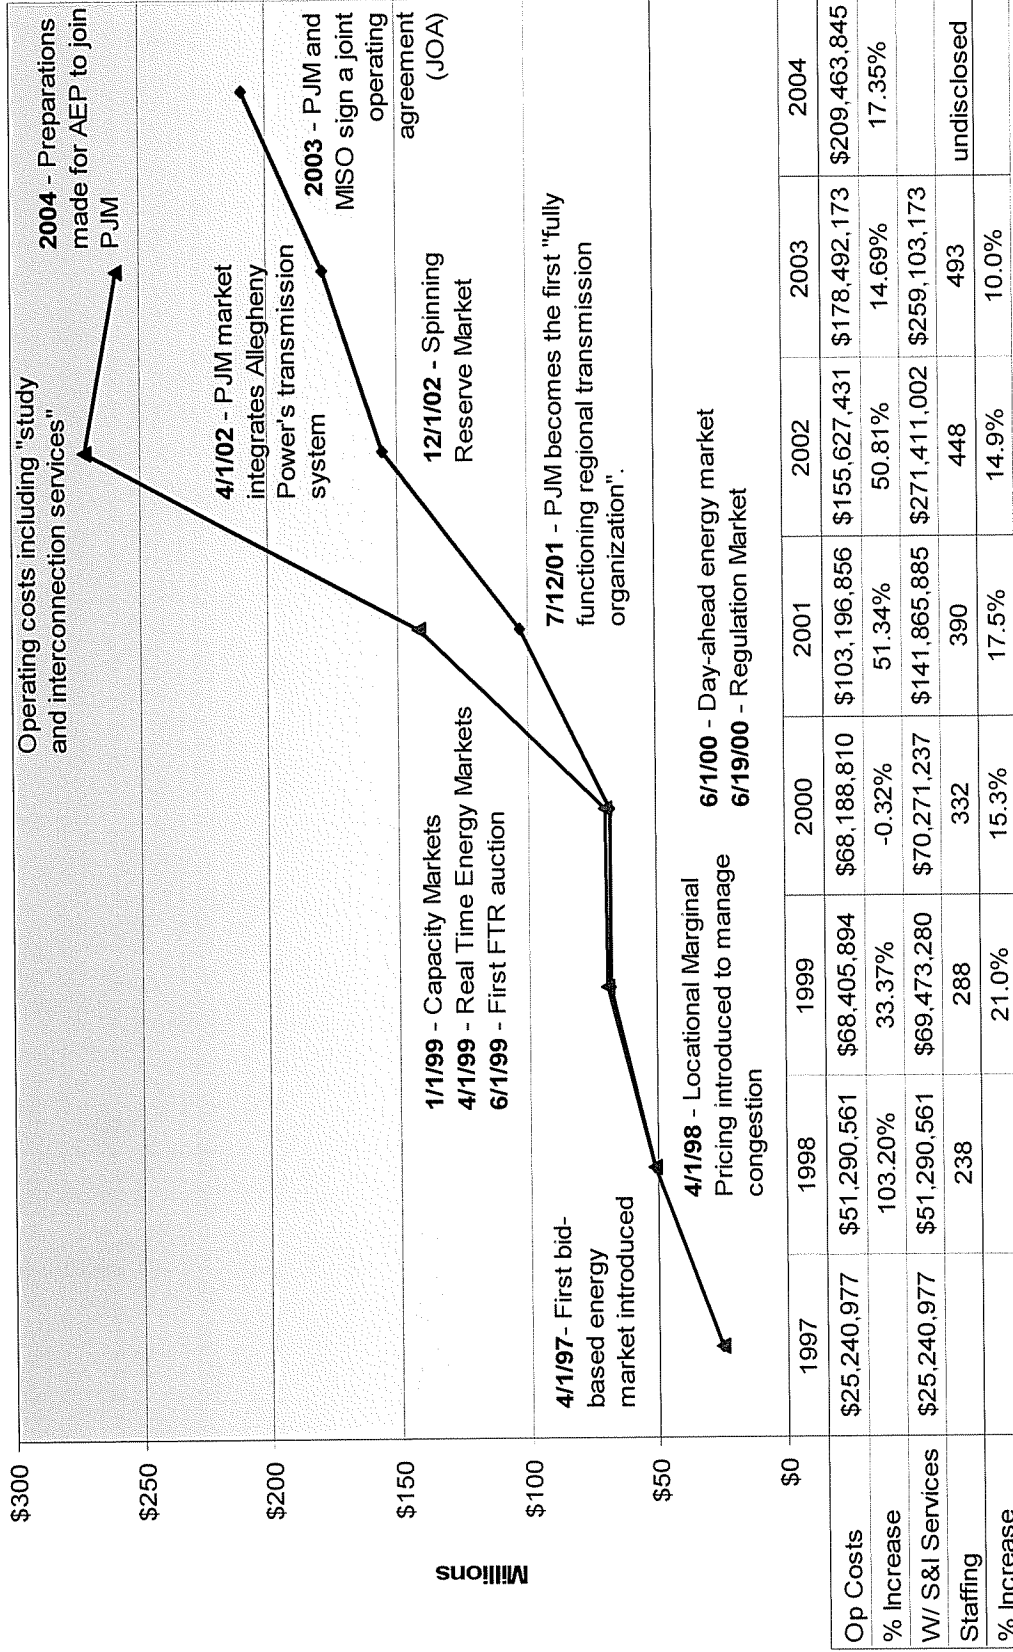 $300
$250
$200
$150
$100
$50
$0
Millions
Operating costs including "study
and interconnection services"
2004 - Preparations
made for AEP to join
PJM
4/1/02 - PJM market
integrates Allegheny
Power's transmission
system
2003 - PJM and
MISO sign a joint
operating
agreement
(JOA)
12/1/02 - Spinning
Reserve Market
1/1/99 - Capacity Markets
4/1/99 - Real Time Energy Markets
6/1/99 - First FTR auction
7/12/01 - PJM becomes the first "fully
functioning regional transmission
organization".
4/1/97- First bid-
based energy
market introduced
4/1/98 - Locational Marginal
Pricing introduced to manage
congestion
6/1/00 - Day-ahead energy market
6/19/00 - Regulation Market
1997 1998 1999 2000 2001 2002 2003 2004
Op Costs $25,240,977 $51,290,561 $68,405,894 $68,188,810 $103,196,856 $155,627,431 $178,492,173 $209,463,845
% Increase 103.20% 33.37% -0.32% 51.34% 50.81% 14.69% 17.35%
W/ S&I Services $25,240,977 $51,290,561 $69,473,280 $70,271,237 $141,865,885 $271,411,002 $259,103,173
Staffing 238 288 332 390 448 493 undisclosed
% Increase 21.0% 15.3% 17.5% 14.9% 10.0%